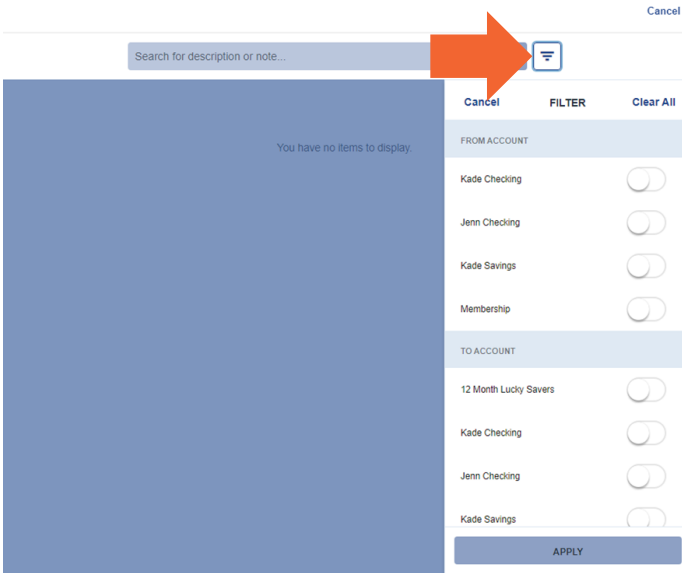 Cancel
Search for description or note...
You have no items to display.
Cancel FILTER Clear All
FROM ACCOUNT
Kade Checking
Jenn Checking
Kade Savings
Membership
TO ACCOUNT
12 Month Lucky Savers
Kade Checking
Jenn Checking
Kade Savings
APPLY